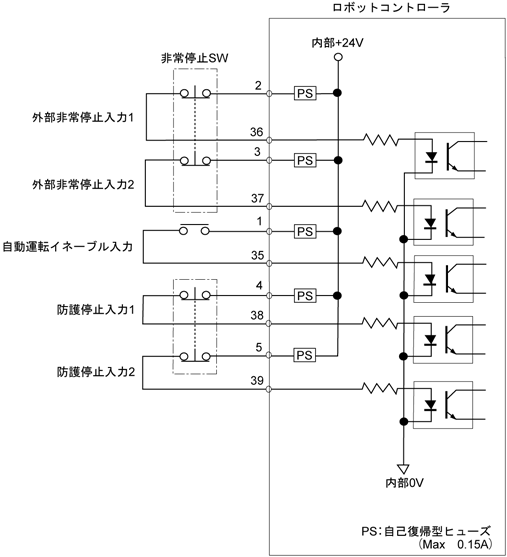 ロボットコントローラ
内部+24V
非常停止SW
2
PS
外部非常停止入力1
36
3
PS
外部非常停止入力2
37
1
PS
自動運転イネーブル入力
35
4
PS
防護停止入力1
38
5
PS
防護停止入力2
39
内部0V
PS:自己復帰型ヒューズ
(Max 0.15A)